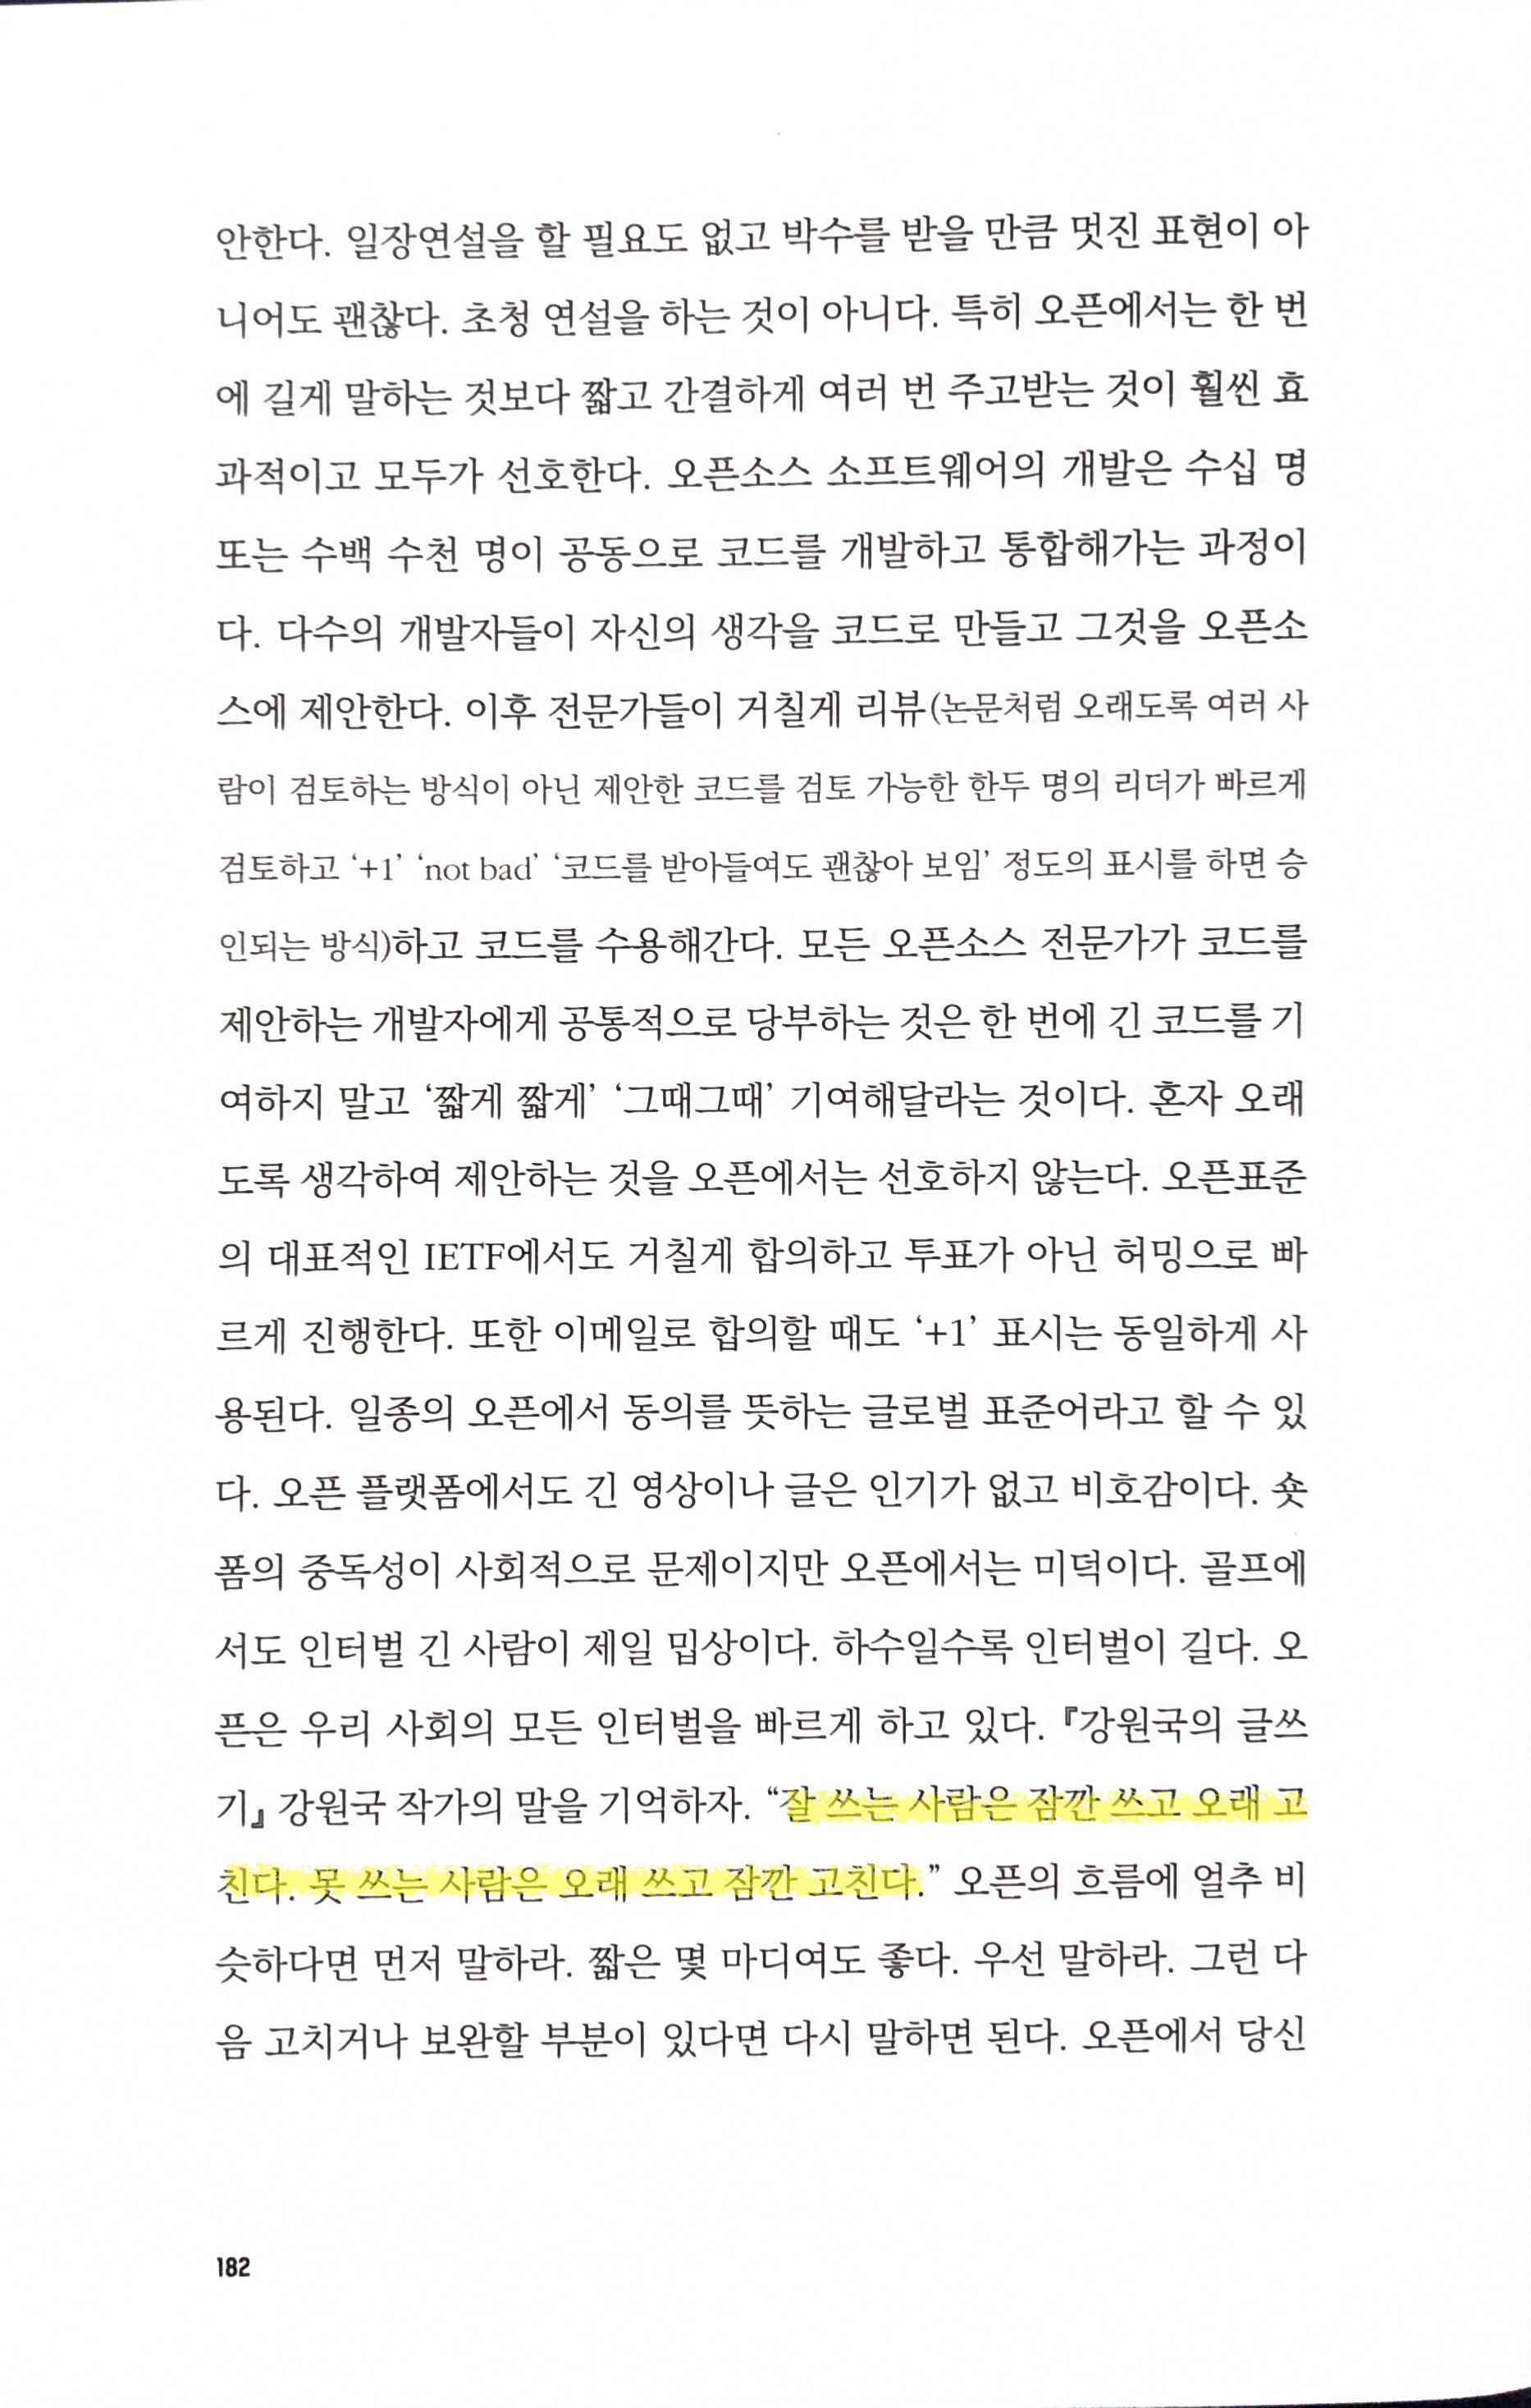 안한다. 일장연설을 할 필요도 없고 박수를 받을 만큼 멋진 표현이 아
니어도 괜찮다. 초청 연설을 하는 것이 아니다. 특히 오픈에서는 한 번
에 길게 말하는 것보다 짧고 간결하게 여러 번 주고받는 것이 훨씬 효
과적이고 모두가 선호한다. 오픈소스 소프트웨어의 개발은 수십 명
또는 수백 수천 명이 공동으로 코드를 개발하고 통합해가는 과정이
다. 다수의 개발자들이 자신의 생각을 코드로 만들고 그것을 오픈소
스에 제안한다. 이후 전문가들이 거칠게 리뷰(논문처럼 오래도록 여러 사
람이 검토하는 방식이 아닌 제안한 코드를 검토 가능한 한두 명의 리더가 빠르게
검토하고 ‘+1’ ‘not bad’ ‘코드를 받아들여도 괜찮아 보임’ 정도의 표시를 하면 승
인되는 방식)하고 코드를 수용해간다. 모든 오픈소스 전문가가 코드를
제안하는 개발자에게 공통적으로 당부하는 것은 한 번에 긴 코드를 기
여하지 말고 ‘짧게 짧게’ ‘그때그때’ 기여해달라는 것이다. 혼자 오래
도록 생각하여 제안하는 것을 오픈에서는 선호하지 않는다. 오픈표준
의 대표적인 IETF에서도 거칠게 합의하고 투표가 아닌 허밍으로 빠
르게 진행한다. 또한 이메일로 합의할 때도 ‘+1’ 표시는 동일하게 사
용된다. 일종의 오픈에서 동의를 뜻하는 글로벌 표준어라고 할 수 있
다. 오픈 플랫폼에서도 긴 영상이나 글은 인기가 없고 비호감이다. 숏
폼의 중독성이 사회적으로 문제이지만 오픈에서는 미덕이다. 골프에
서도 인터벌 긴 사람이 제일 밉상이다. 하수일수록 인터벌이 길다. 오
픈은 우리 사회의 모든 인터벌을 빠르게 하고 있다. 『강원국의 글쓰
기』 강원국 작가의 말을 기억하자. “잘 쓰는 사람은 잠깐 쓰고 오래 고
친다. 못 쓰는 사람은 오래 쓰고 잠깐 고친다.” 오픈의 흐름에 얼추 비
슷하다면 먼저 말하라. 짧은 몇 마디여도 좋다. 우선 말하라. 그런 다
음 고치거나 보완할 부분이 있다면 다시 말하면 된다. 오픈에서 당신
182